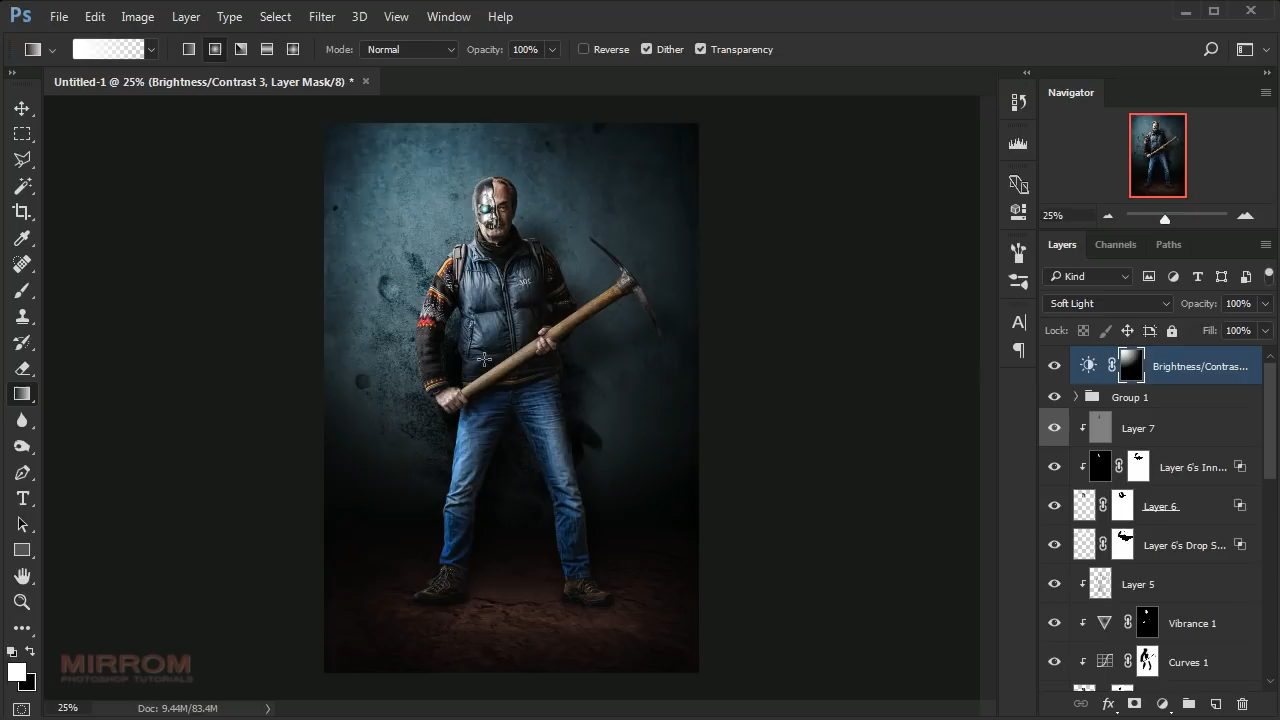 Ps File Edit Image Layer Type Select Filter 3D View Window Help
Mode: Normal Opacity: 100% Reverse Dither Transparency
Untitled-1 @ 25% (Brightness/Contrast 3, Layer Mask/8) *
Navigator
25%
Layers Channels Paths
Kind
Soft Light Opacity: 100%
Lock: Fill: 100%
Brightness/Contras...
Group 1
Layer 7
Layer 6's Inn...
Layer 6
Layer 6's Drop S...
Layer 5
Vibrance 1
Curves 1
MIRROM
PHOTOSHOP TUTORIALS
25% Doc: 9.44M/83.4M